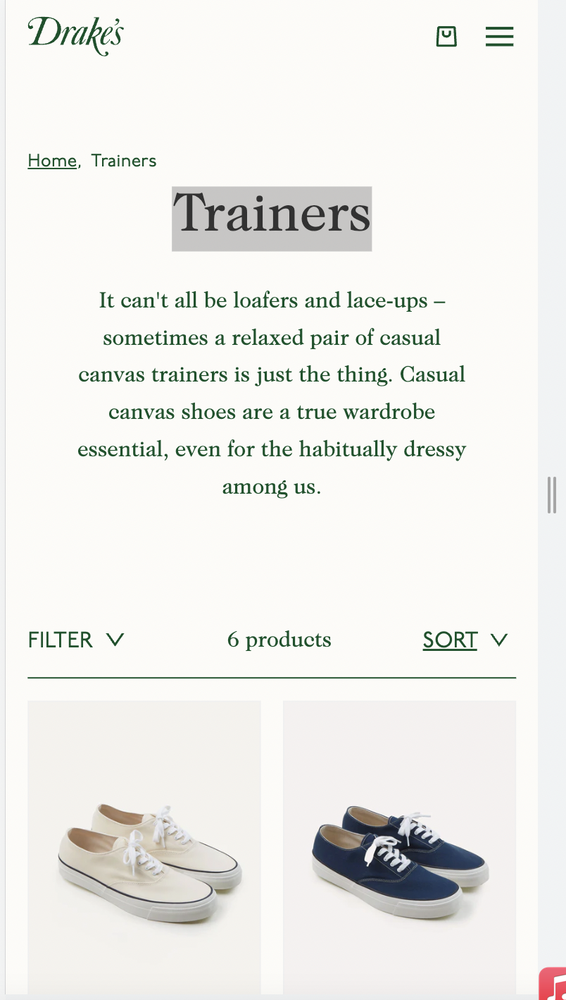 Drake's
Home, Trainers
Trainers
It can't all be loafers and lace-ups –
sometimes a relaxed pair of casual
canvas trainers is just the thing. Casual
canvas shoes are a true wardrobe
essential, even for the habitually dressy
among us.
FILTER 6 products SORT